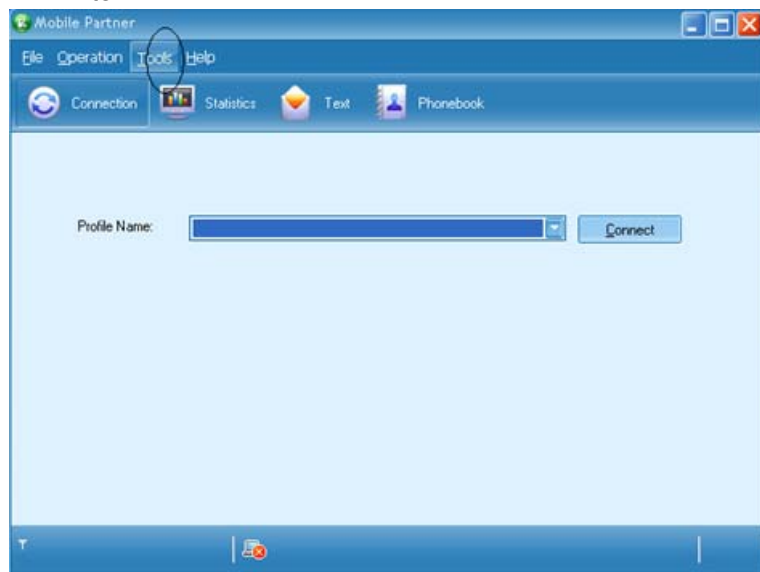 Mobile Partner
File Operation Tools Help
Connection Statistics Text Phonebook
Profile Name: Connect